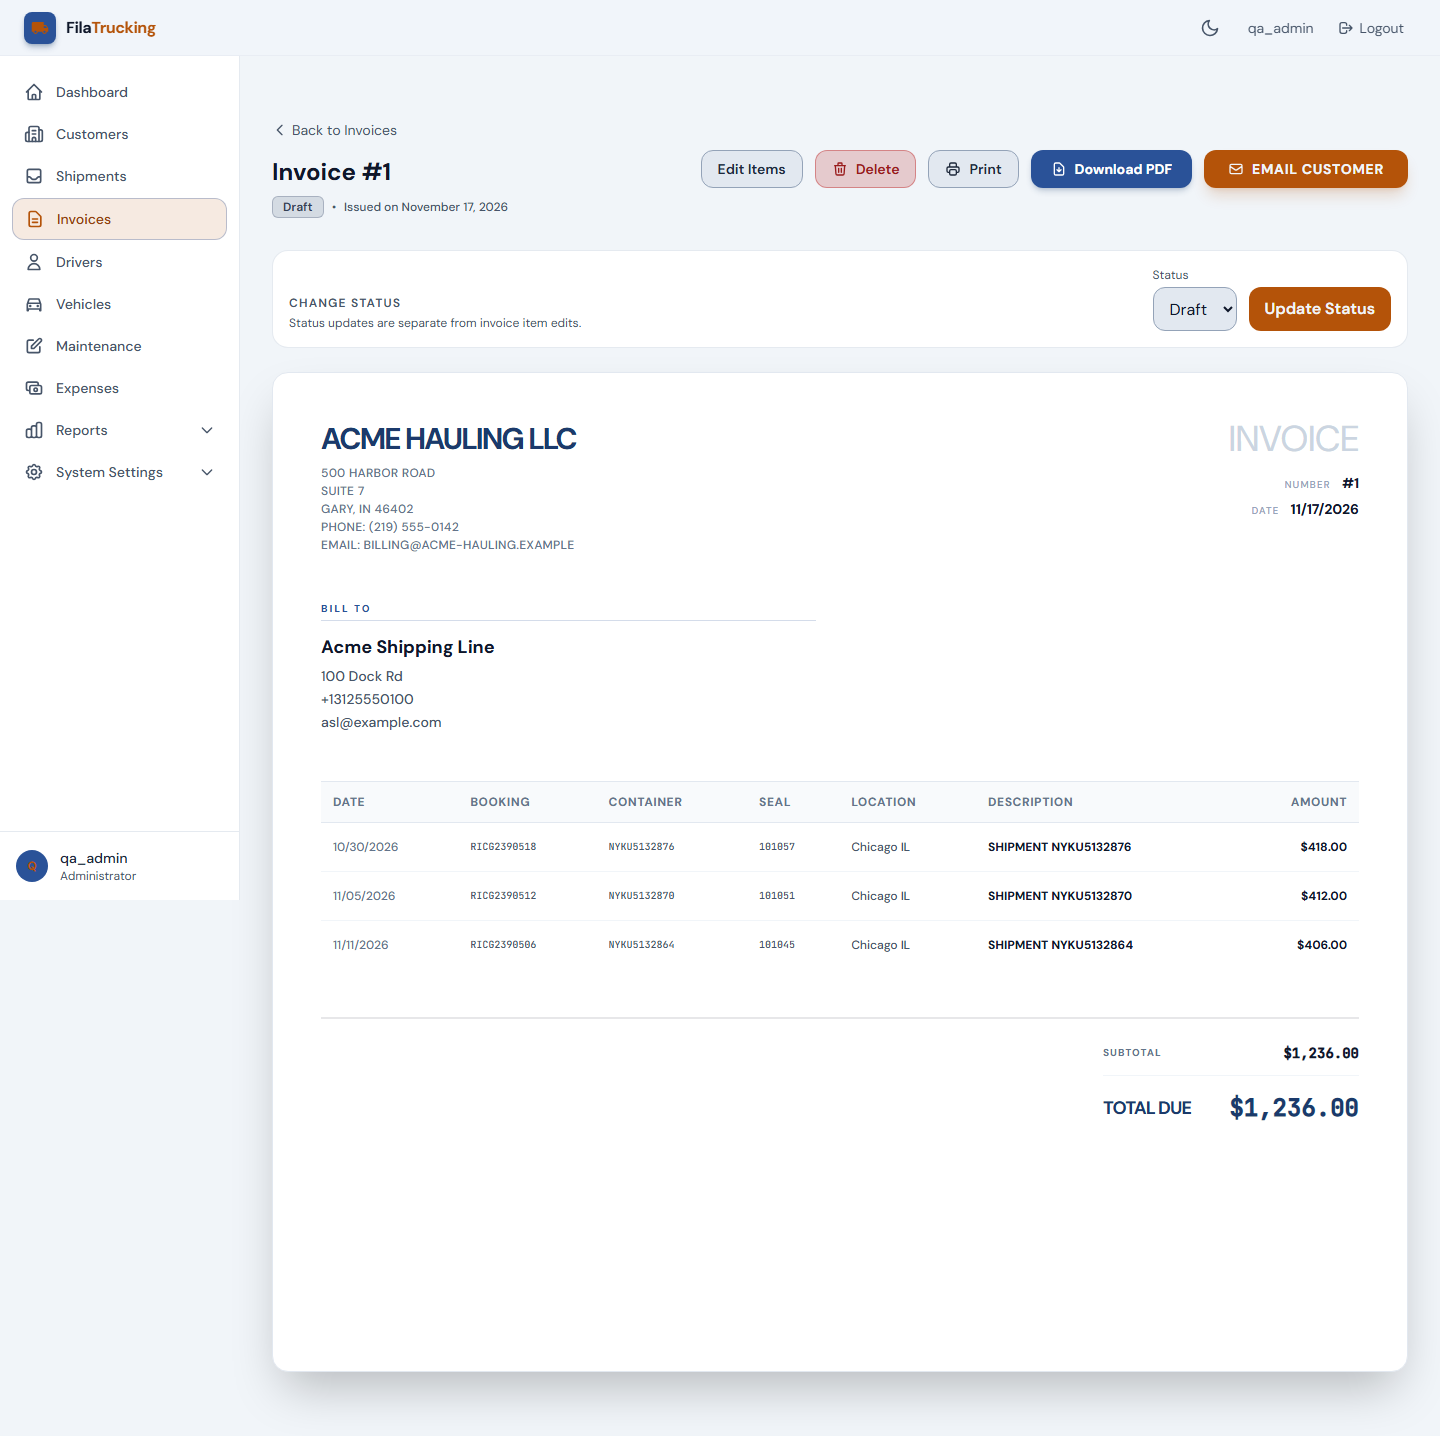 FilaTrucking
qa_admin
Logout
Dashboard
Customers
Shipments
Invoices
Drivers
Vehicles
Maintenance
Expenses
Reports
System Settings
Q
qa_admin
Administrator
Back to Invoices
Invoice #1
Edit Items
Delete
Print
Download PDF
EMAIL CUSTOMER
Draft • Issued on November 17, 2026
CHANGE STATUS
Status updates are separate from invoice item edits.
Status
Draft
Update Status
ACME HAULING LLC
500 HARBOR ROAD
SUITE 7
GARY, IN 46402
PHONE: (219) 555-0142
EMAIL: BILLING@ACME-HAULING.EXAMPLE
INVOICE
NUMBER #1
DATE 11/17/2026
BILL TO
Acme Shipping Line
100 Dock Rd
+13125550100
asl@example.com
DATE BOOKING CONTAINER SEAL LOCATION DESCRIPTION AMOUNT
10/30/2026 RICG2390518 NYKU5132876 101057 Chicago IL SHIPMENT NYKU5132876 $418.00
11/05/2026 RICG2390512 NYKU5132870 101051 Chicago IL SHIPMENT NYKU5132870 $412.00
11/11/2026 RICG2390506 NYKU5132864 101045 Chicago IL SHIPMENT NYKU5132864 $406.00
SUBTOTAL $1,236.00
TOTAL DUE $1,236.00